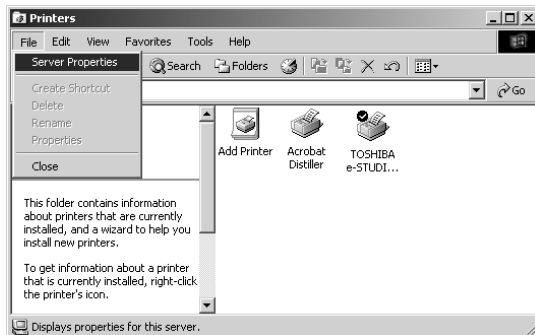 Printers
File Edit View Favorites Tools Help
Server Properties
Create Shortcut
Delete
Rename
Properties
Close
Search Folders
Go
This folder contains information
about printers that are currently
installed, and a wizard to help you
install new printers.
To get information about a printer
that is currently installed, right-click
the printer's icon.
Add Printer
Acrobat
Distiller
TOSHIBA
e-STUDI...
Displays properties for this server.